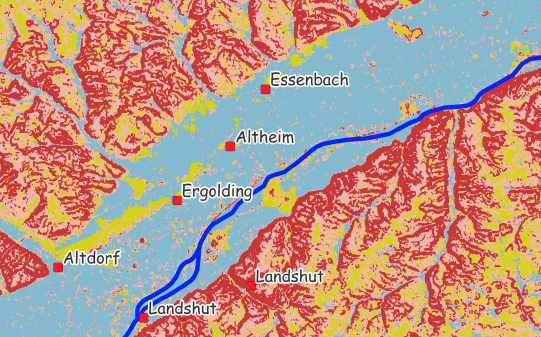 Essenbach
Altheim
Ergolding
Altdorf
Landshut
Landshut